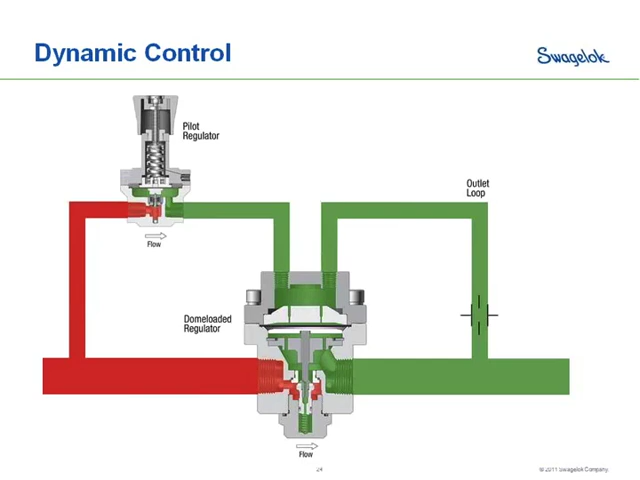 Dynamic Control
Swagelok
Pilot
Regulator
Outlet
Loop
Flow
Domeloaded
Regulator
Flow
24
© 2011 Swagelok Company.